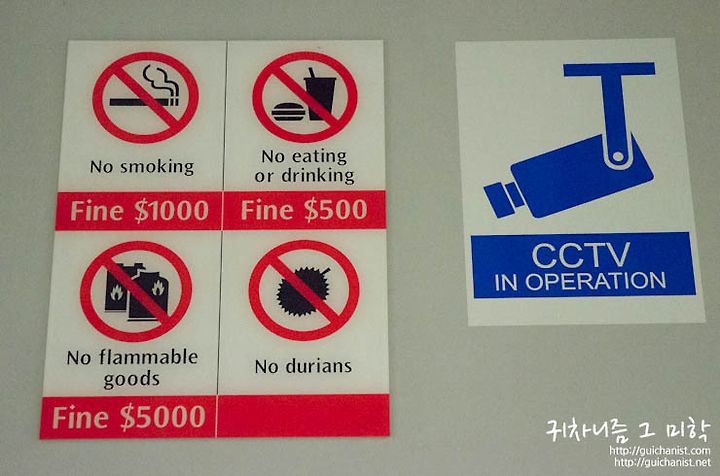 No smoking
No eating
or drinking
Fine $1000
Fine $500
No flammable
goods
No durians
Fine $5000
CCTV
IN OPERATION
귀차니즘 그 미학
http://guichanist.com
http://guichanist.net